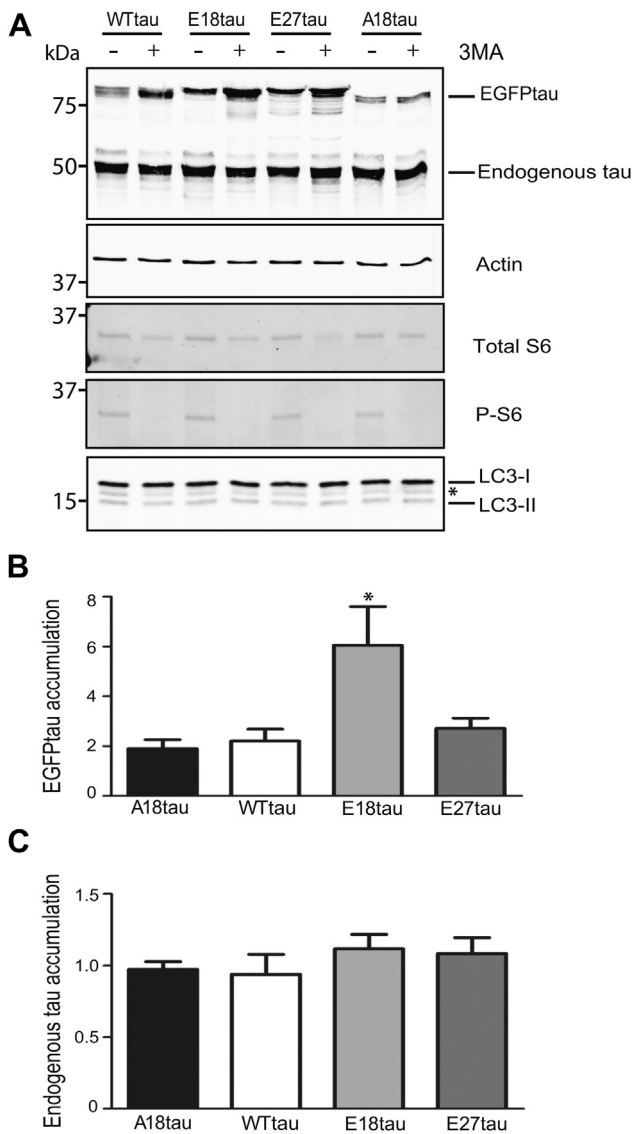 A
WTtau E18tau E27tau A18tau
kDa - + - + - + - + 3MA
75 EGFPtau
50 Endogenous tau
Actin
37
37
Total S6
37
P-S6
LC3-I
*
15 LC3-II
B
EGFPtau accumulation
8
*
6
4
2
0
A18tau WTtau E18tau E27tau
C
Endogenous tau accumulation
1.5
1.0
0.5
0
A18tau WTtau E18tau E27tau